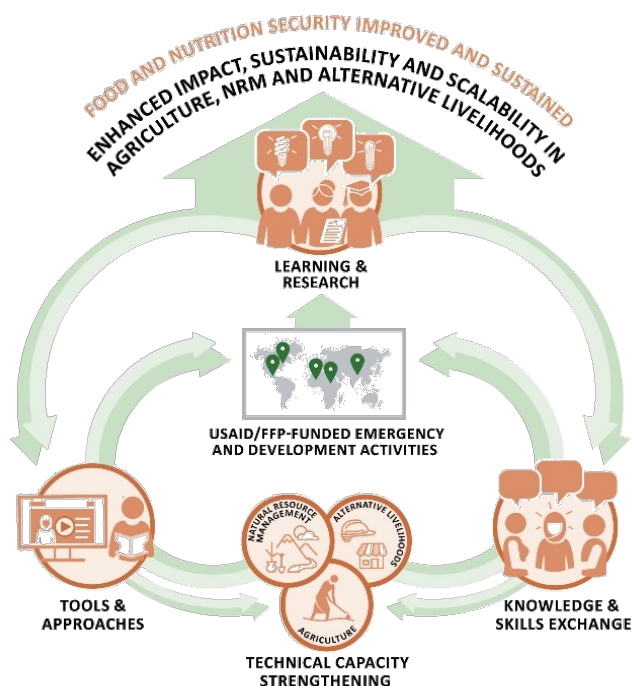 FOOD AND NUTRITION SECURITY IMPROVED AND SUSTAINED
ENHANCED IMPACT, SUSTAINABILITY AND SCALABILITY IN
AGRICULTURE, NRM AND ALTERNATIVE LIVELIHOODS
LEARNING &
RESEARCH
USAID/FFP-FUNDED EMERGENCY
AND DEVELOPMENT ACTIVITIES
NATURAL RESOURCE
MANAGEMENT
ALTERNATIVE LIVELIHOODS
AGRICULTURE
TOOLS &
APPROACHES
KNOWLEDGE &
SKILLS EXCHANGE
TECHNICAL CAPACITY
STRENGTHENING